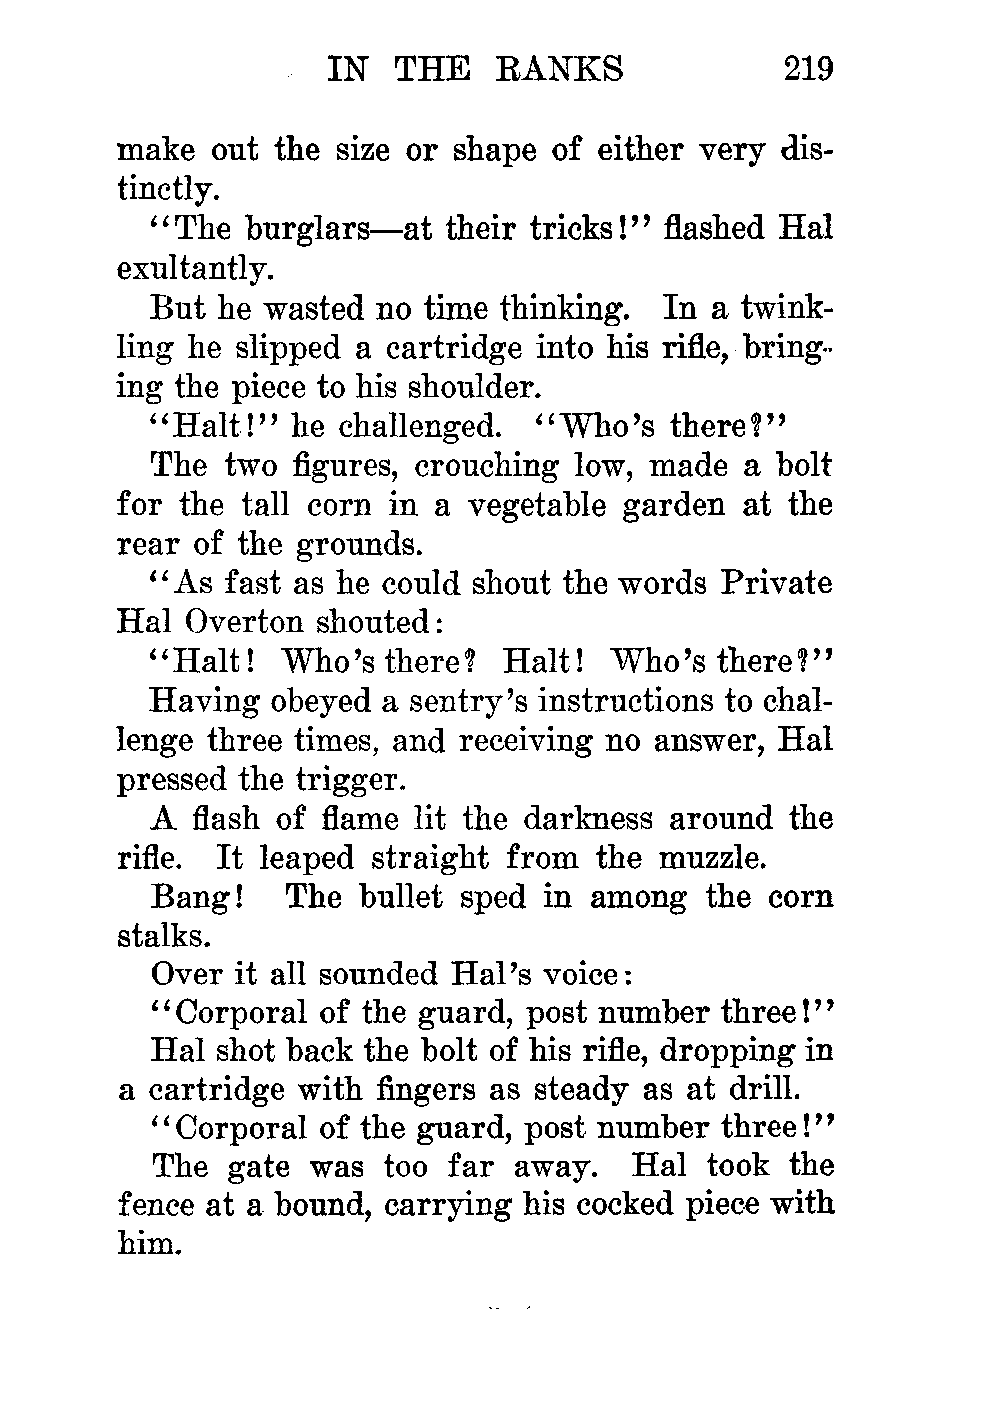 IN THE RANKS 219
make out the size or shape of either very dis-
tinctly.
“The burglars—at their tricks!” flashed Hal
exultantly.
But he wasted no time thinking. In a twink-
ling he slipped a cartridge into his rifle, bring-
ing the piece to his shoulder.
“Halt!” he challenged. “Who’s there?”
The two figures, crouching low, made a bolt
for the tall corn in a vegetable garden at the
rear of the grounds.
“As fast as he could shout the words Private
Hal Overton shouted:
“Halt! Who’s there? Halt! Who’s there?”
Having obeyed a sentry’s instructions to chal-
lenge three times, and receiving no answer, Hal
pressed the trigger.
A flash of flame lit the darkness around the
rifle. It leaped straight from the muzzle.
Bang! The bullet sped in among the corn
stalks.
Over it all sounded Hal’s voice:
“Corporal of the guard, post number three!”
Hal shot back the bolt of his rifle, dropping in
a cartridge with fingers as steady as at drill.
“Corporal of the guard, post number three!”
The gate was too far away. Hal took the
fence at a bound, carrying his cocked piece with
him.